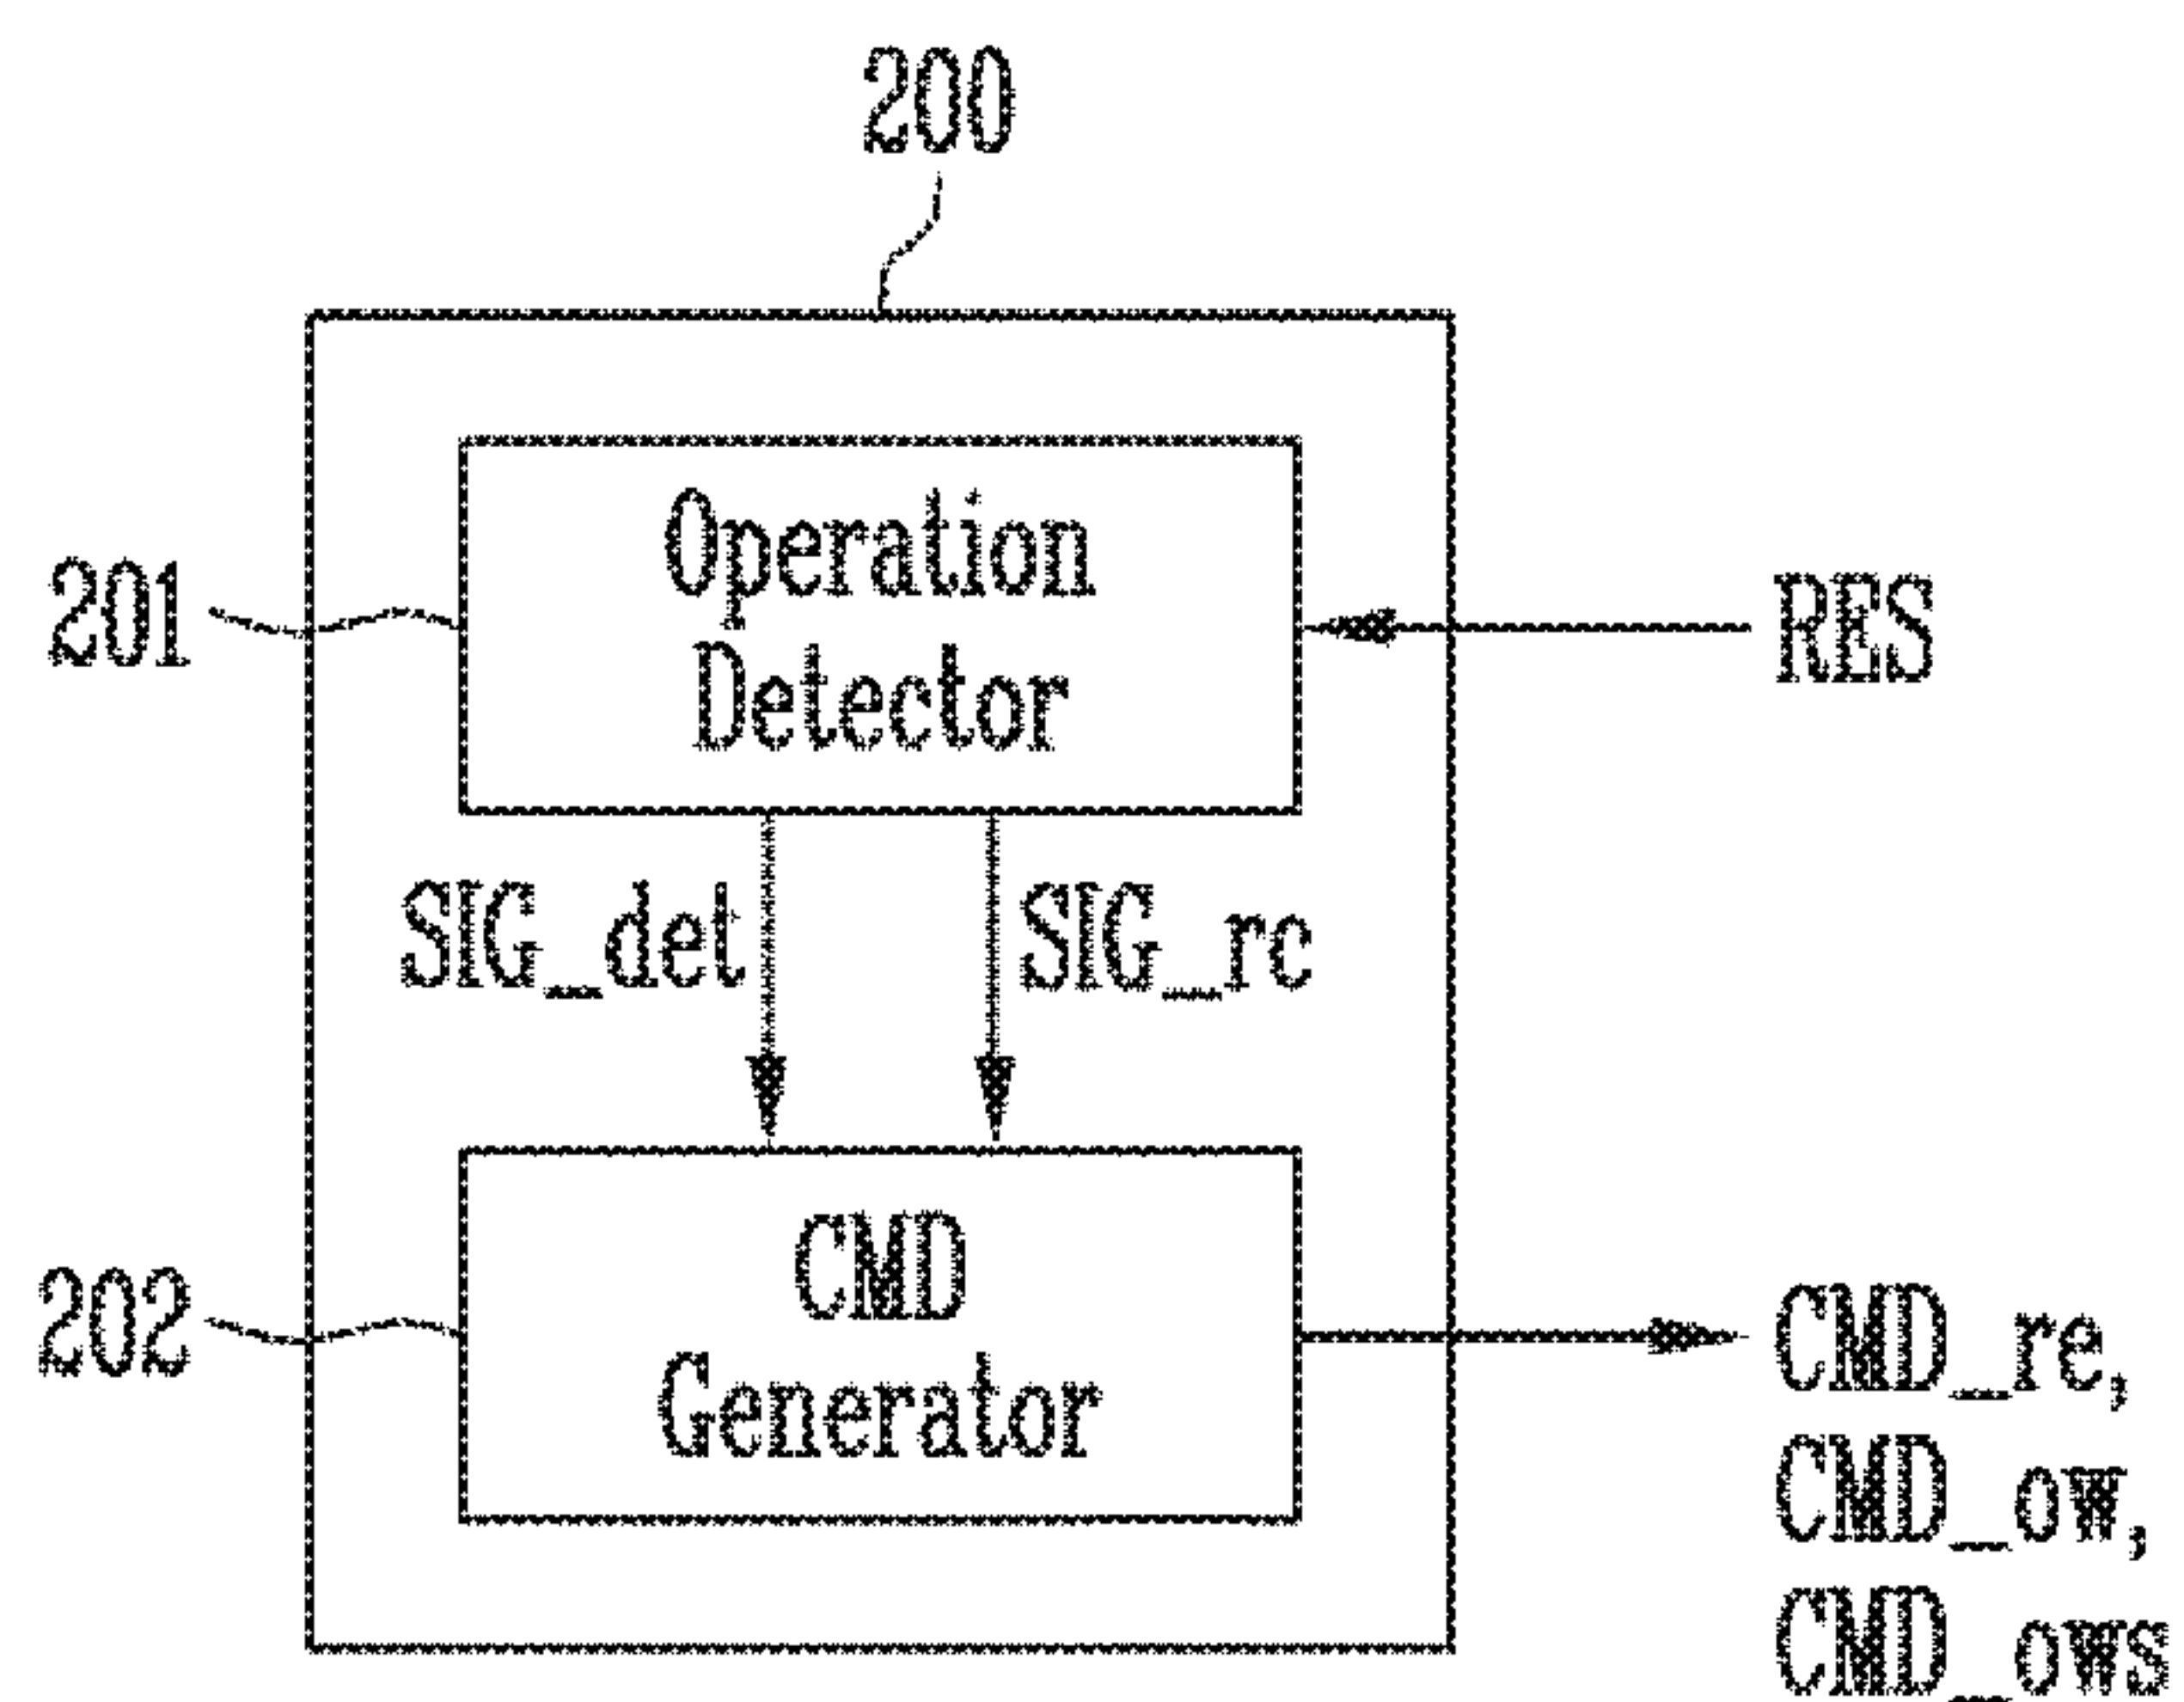 200
Operation
Detector
201
RES
SIG_det
SIG_rc
CMD
Generator
202
CMD_re,
CMD_ow,
CMD_ows